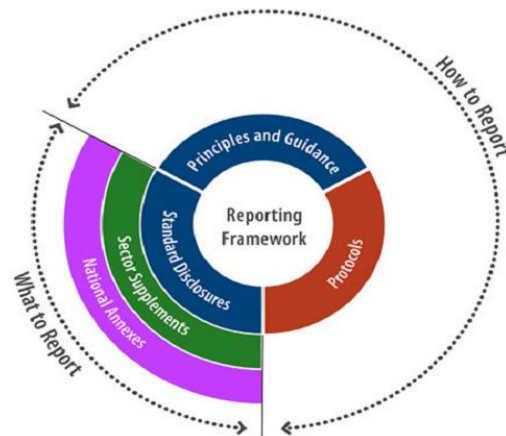 How to Report
Principles and Guidance
Reporting
Framework
Protocols
Standard Disclosures
Sector Supplements
National Annexes
What to Report